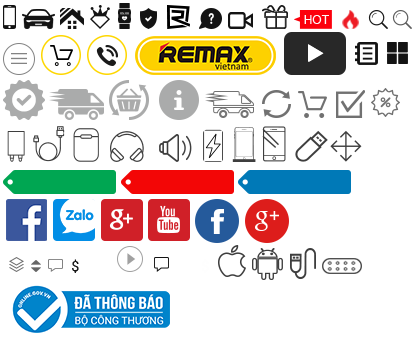 HOT
REMAX
vietnam
%
Zalo
g+
You
Tube
g+
$
ONLINE.GOV.VN
ĐÃ THÔNG BÁO
BỘ CÔNG THƯƠNG